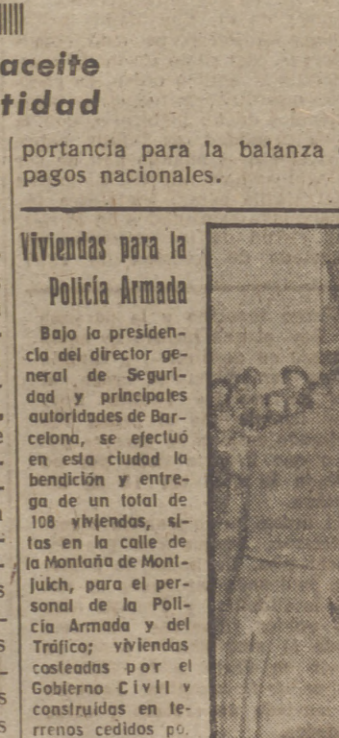 aceite
tidad
portancia para la balanza
pagos nacionales.
Viviendas para la
Policía Armada
Bajo la presiden-
cia del director ge-
neral de Seguri-
dad y principales
autoridades de Bar-
celona, se efectuó
en esta ciudad la
bendición y entre-
ga de un total de
108 viviendas, si-
tas en la calle de
la Montaña de Mont-
juich, para el per-
sonal de la Poli-
cía Armada y del
Tráfico; viviendas
costeadas por el
Gobierno Civil y
construidas en te-
rrenos cedidos po.